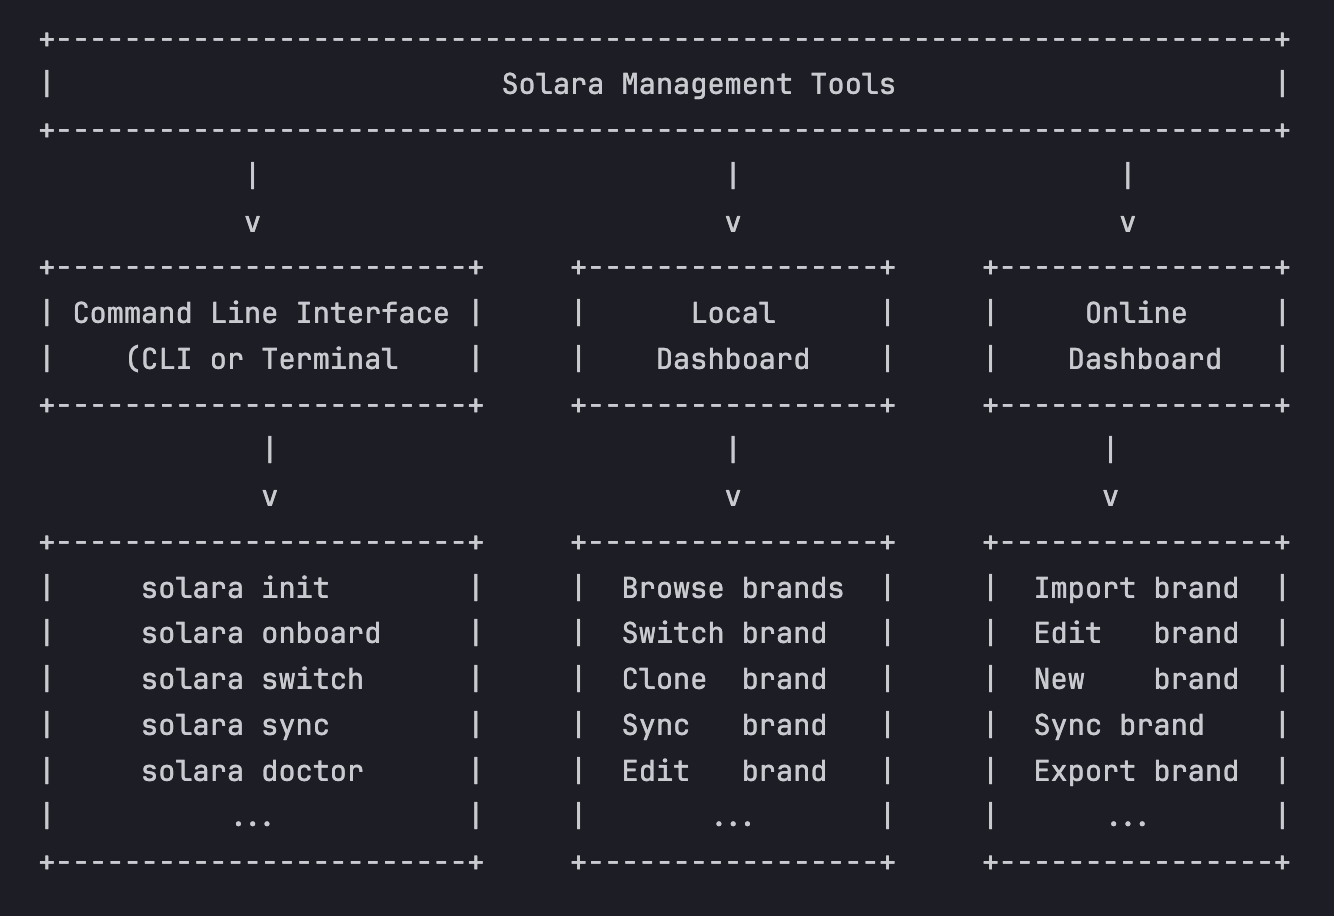 Solara Management Tools
Command Line Interface
(CLI or Terminal
Local
Dashboard
Online
Dashboard
solara init
solara onboard
solara switch
solara sync
solara doctor
...
Browse brands
Switch brand
Clone  brand
Sync   brand
Edit   brand
...
Import brand
Edit   brand
New    brand
Sync brand
Export brand
...